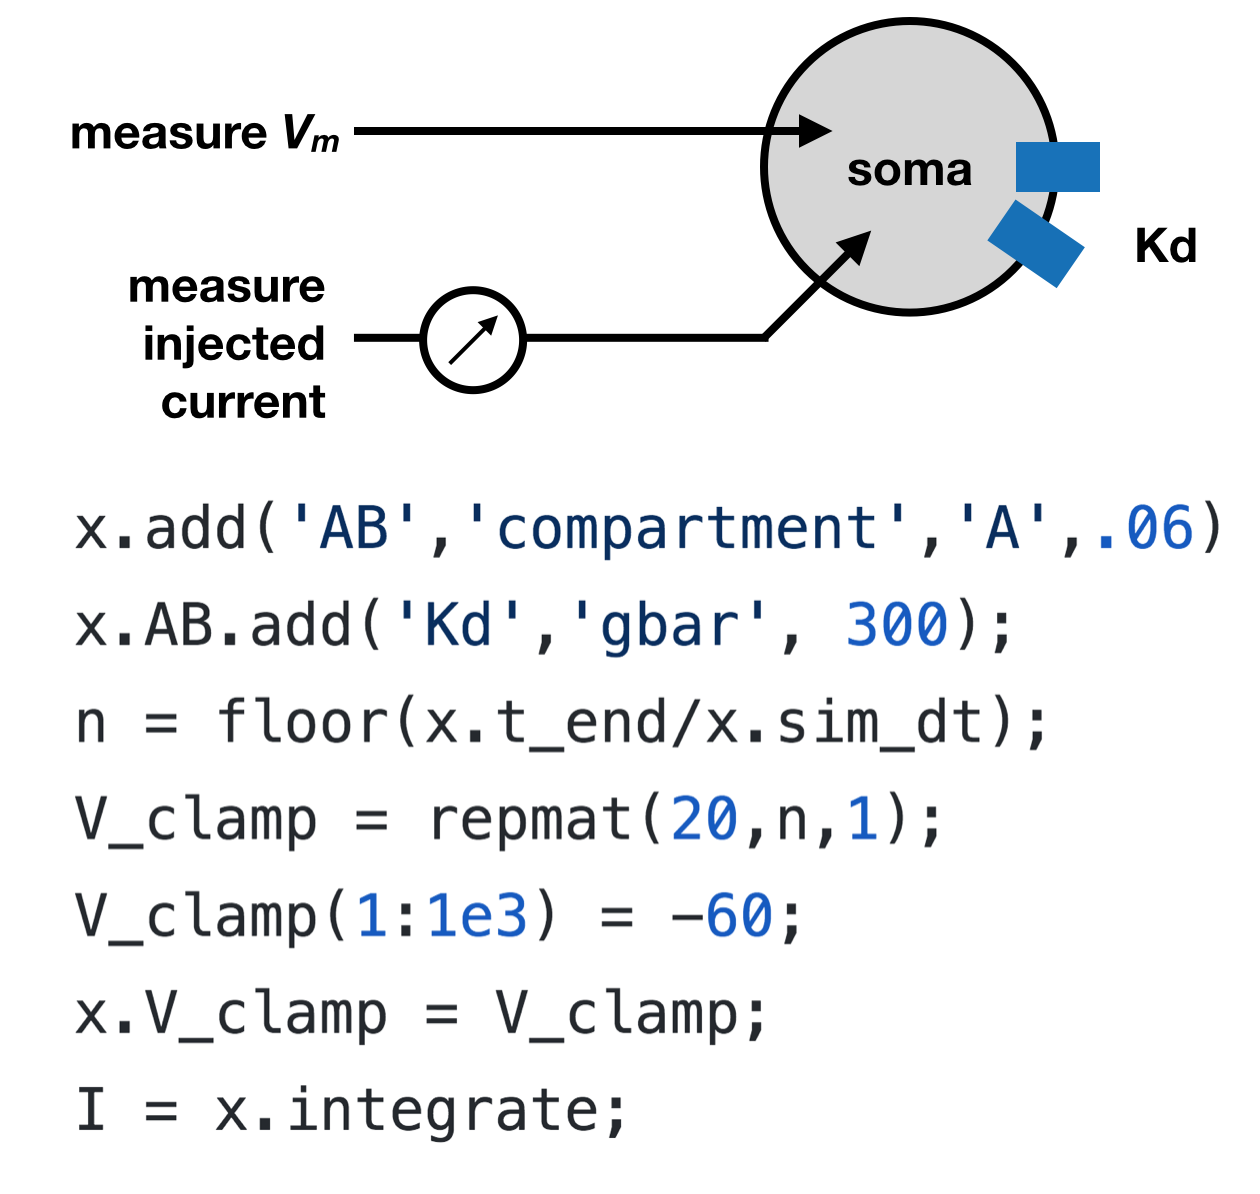 measure Vm
soma
Kd
measure
injected
current
x.add('AB', 'compartment','A',.06)
x.AB.add('Kd','gbar', 300);
n = floor(x.t_end/x.sim_dt);
V_clamp = repmat(20,n,1);
V_clamp(1:1e3) = -60;
x.V_clamp = V_clamp;
I = x.integrate;